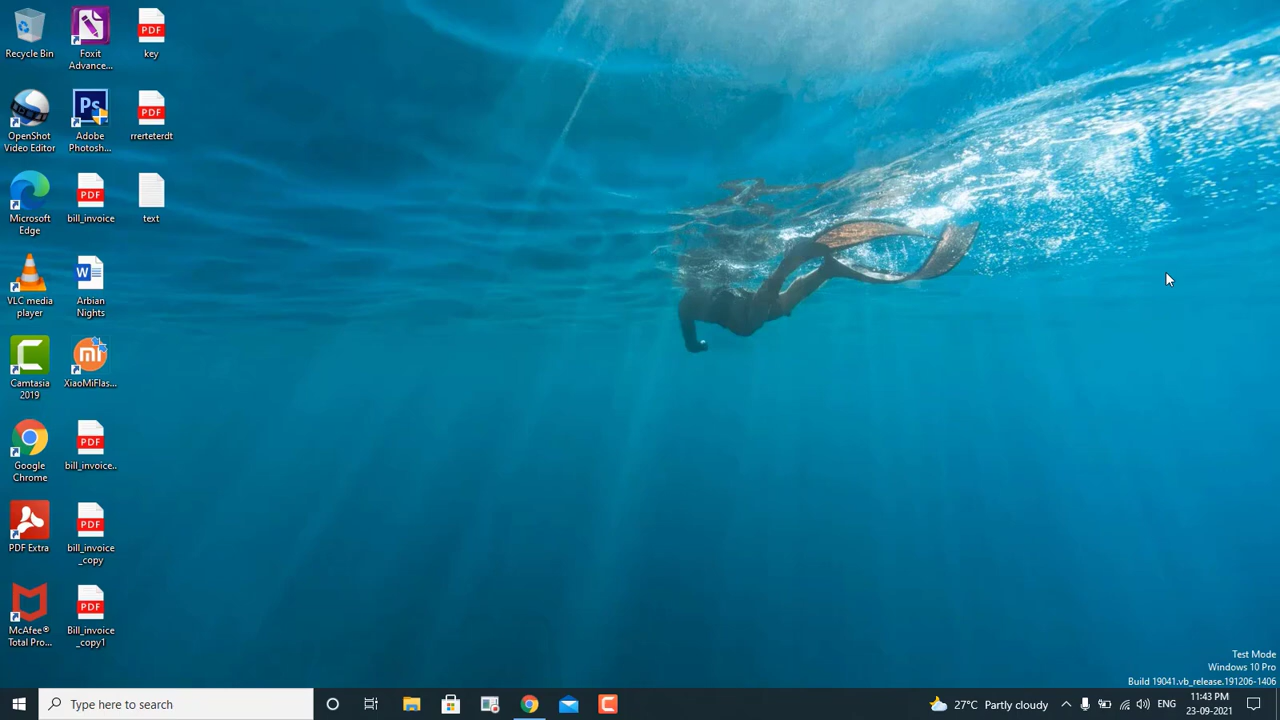 Recycle Bin
Foxit
Advance...
key
OpenShot
Video Editor
Ps
Adobe
Photosh...
PDF
rrerteterdt
Microsoft
Edge
PDF
bill_invoice
text
VLC media
player
W
Arbian
Nights
Camtasia
2019
mi
XiaoMiFlas...
Google
Chrome
PDF
bill_invoice..
PDF Extra
PDF
bill_invoice
_copy
McAfee®
Total Pro...
PDF
Bill_invoice
_copy1
PDF
Test Mode
Windows 10 Pro
Build 19041.vb_release.191206-1406
Type here to search
27°C Partly cloudy
ENG
11:43 PM
23-09-2021